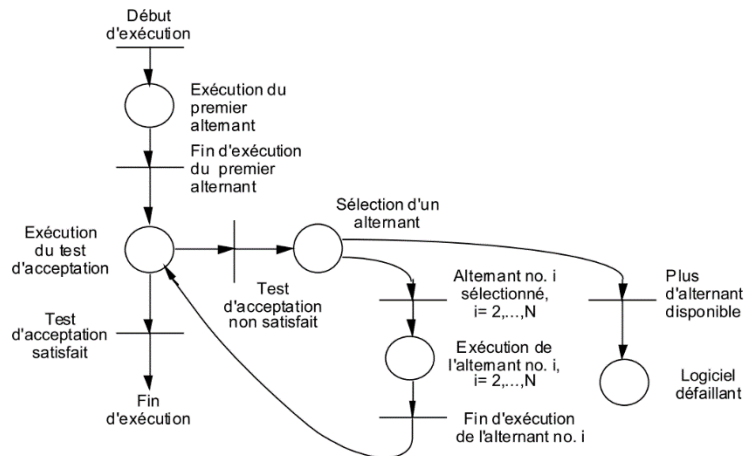 Début
d'exécution
Exécution du
premier
alternant
Fin d'exécution
du premier
alternant
Exécution
du test
d'acceptation
Sélection d'un
alternant
Test
d'acceptation
non satisfait
Test
d'acceptation
satisfait
Fin
d'exécution
Alternant no. i
sélectionné,
i= 2,...,N
Exécution de
l'alternant no. i,
i= 2,...,N
Fin d'exécution
de l'alternant no. i
Plus
d'alternant
disponible
Logiciel
défaillant